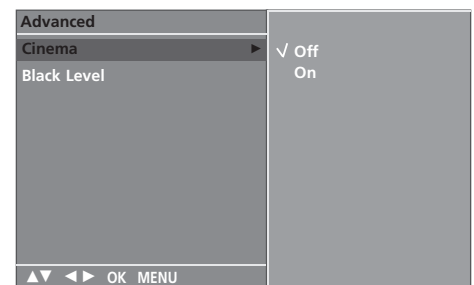 Advanced
Cinema ►
Black Level
√ Off
On
▲▼ ◄► OK MENU